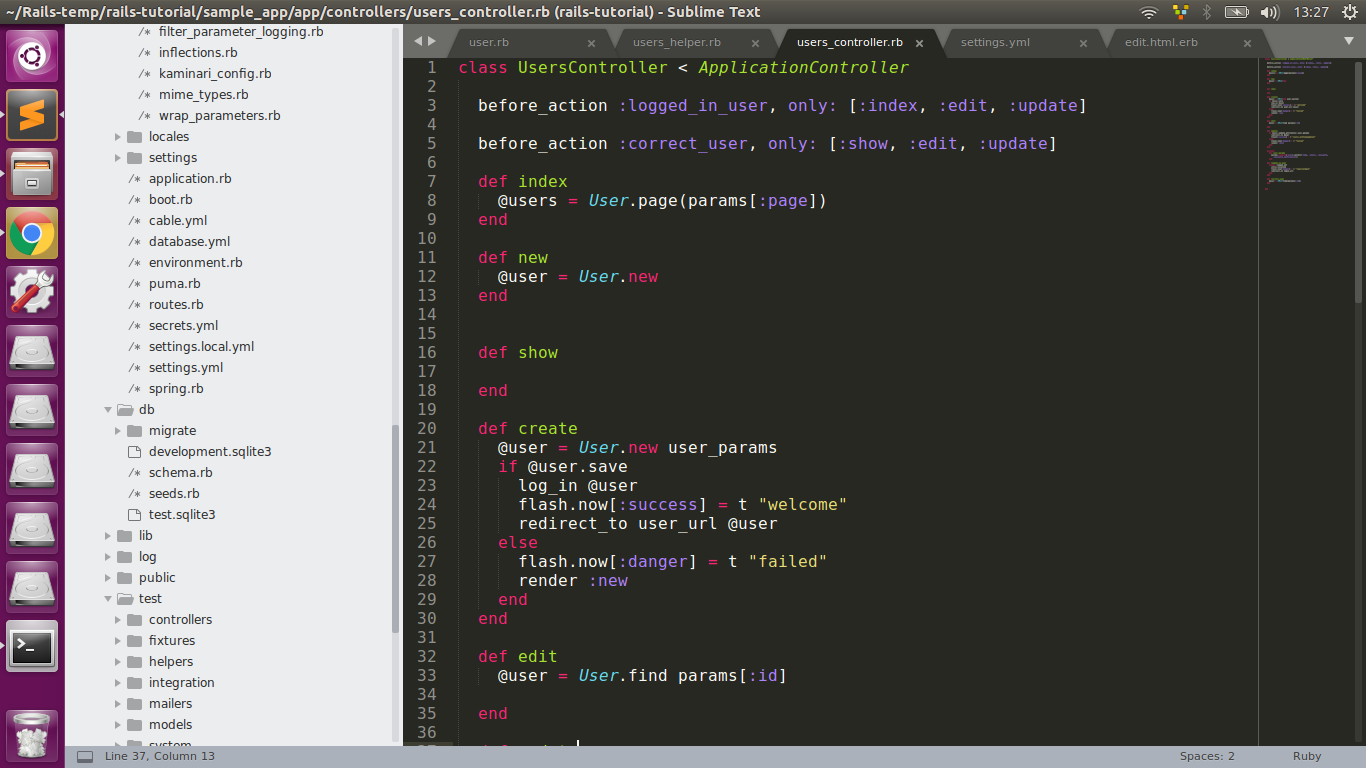 ~/Rails-temp/rails-tutorial/sample_app/app/controllers/users_controller.rb (rails-tutorial) - Sublime Text
13:27
filter_parameter_logging.rb
/* inflections.rb
/* kaminari_config.rb
/* mime_types.rb
/* wrap_parameters.rb
locales
settings
/* application.rb
/* boot.rb
/* cable.yml
/* database.yml
/* environment.rb
/* puma.rb
/* routes.rb
/* secrets.yml
/* settings.local.yml
/* settings.yml
/* spring.rb
db
migrate
development.sqlite3
/* schema.rb
/* seeds.rb
test.sqlite3
lib
log
public
test
controllers
fixtures
helpers
integration
mailers
models
system
user.rb
users_helper.rb
users_controller.rb
settings.yml
edit.html.erb
1 class UsersController < ApplicationController
2
3 before_action :logged_in_user, only: [:index, :edit, :update]
4
5 before_action :correct_user, only: [:show, :edit, :update]
6
7 def index
8 @users = User.page(params[:page])
9 end
10
11 def new
12 @user = User.new
13 end
14
15
16 def show
17
18 end
19
20 def create
21 @user = User.new user_params
22 if @user.save
23 log_in @user
24 flash.now[:success] = t "welcome"
25 redirect_to user_url @user
26 else
27 flash.now[:danger] = t "failed"
28 render :new
29 end
30 end
31
32 def edit
33 @user = User.find params[:id]
34
35 end
36
Line 37, Column 13
Spaces: 2
Ruby